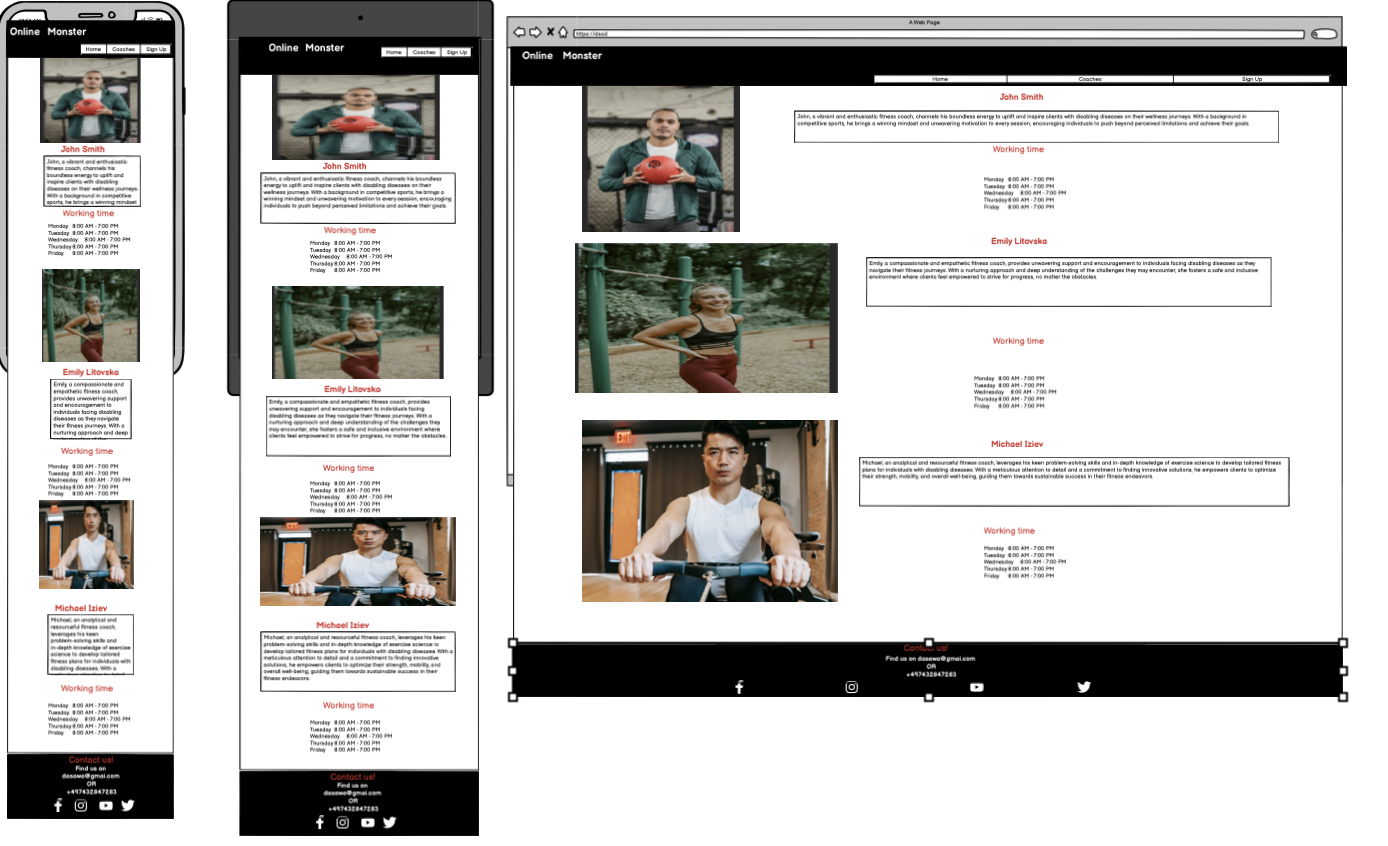 Online Monster
Home Coaches Sign Up
John Smith
John, a vibrant and enthusiastic
fitness coach, channels his
boundless energy to uplift and
inspire clients with disabling
diseases on their wellness journeys.
With a background in competitive
sports, he brings a winning mindset
Working time
Monday 8:00 AM - 7:00 PM
Tuesday 8:00 AM - 7:00 PM
Wednesday 8:00 AM - 7:00 PM
Thursday 8:00 AM - 7:00 PM
Friday 8:00 AM - 7:00 PM
Emily Litovska
Emily, a compassionate and
empathetic fitness coach,
provides unwavering support
and encouragement to
individuals facing disabling
diseases as they navigate
their fitness journeys. With a
nurturing approach and deep
understanding of the
Working time
Monday 8:00 AM - 7:00 PM
Tuesday 8:00 AM - 7:00 PM
Wednesday 8:00 AM - 7:00 PM
Thursday 8:00 AM - 7:00 PM
Friday 8:00 AM - 7:00 PM
Michael Iziev
Michael, an analytical and
resourceful fitness coach,
leverages his keen
problem-solving skills and
in-depth knowledge of exercise
science to develop tailored
fitness plans for individuals with
disabling diseases. With a
Working time
Monday 8:00 AM - 7:00 PM
Tuesday 8:00 AM - 7:00 PM
Wednesday 8:00 AM - 7:00 PM
Thursday 8:00 AM - 7:00 PM
Friday 8:00 AM - 7:00 PM
Contact us!
Find us on
dasawa@gmai.com
OR
+497432847283
Online Monster
Home Coaches Sign Up
John Smith
John, a vibrant and enthusiastic fitness coach, channels his boundless
energy to uplift and inspire clients with disabling diseases on their
wellness journeys. With a background in competitive sports, he brings a
winning mindset and unwavering motivation to every session, encouraging
individuals to push beyond perceived limitations and achieve their goals.
Working time
Monday 8:00 AM - 7:00 PM
Tuesday 8:00 AM - 7:00 PM
Wednesday 8:00 AM - 7:00 PM
Thursday 8:00 AM - 7:00 PM
Friday 8:00 AM - 7:00 PM
Emily Litovska
Emily, a compassionate and empathetic fitness coach, provides
unwavering support and encouragement to individuals facing
disabling diseases as they navigate their fitness journeys. With a
nurturing approach and deep understanding of the challenges they
may encounter, she fosters a safe and inclusive environment where
clients feel empowered to strive for progress, no matter the obstacles.
Working time
Monday 8:00 AM - 7:00 PM
Tuesday 8:00 AM - 7:00 PM
Wednesday 8:00 AM - 7:00 PM
Thursday 8:00 AM - 7:00 PM
Friday 8:00 AM - 7:00 PM
Michael Iziev
Michael, an analytical and resourceful fitness coach, leverages his keen
problem-solving skills and in-depth knowledge of exercise science to
develop tailored fitness plans for individuals with disabling diseases. With a
meticulous attention to detail and a commitment to finding innovative
solutions, he empowers clients to optimize their strength, mobility, and
overall well-being, guiding them towards sustainable success in their
fitness endeavors.
Working time
Monday 8:00 AM - 7:00 PM
Tuesday 8:00 AM - 7:00 PM
Wednesday 8:00 AM - 7:00 PM
Thursday 8:00 AM - 7:00 PM
Friday 8:00 AM - 7:00 PM
Contact us!
Find us on
dasawa@gmai.com
OR
+497432847283
A Web Page
Online Monster
Home Coaches Sign Up
John Smith
John, a vibrant and enthusiastic fitness coach, channels his boundless energy to uplift and inspire clients with disabling diseases on their wellness journeys. With a background in
competitive sports, he brings a winning mindset and unwavering motivation to every session, encouraging individuals to push beyond perceived limitations and achieve their goals.
Working time
Monday 8:00 AM - 7:00 PM
Tuesday 8:00 AM - 7:00 PM
Wednesday 8:00 AM - 7:00 PM
Thursday 8:00 AM - 7:00 PM
Friday 8:00 AM - 7:00 PM
Emily Litovska
Emily, a compassionate and empathetic fitness coach, provides unwavering support and encouragement to individuals facing disabling diseases as they
navigate their fitness journeys. With a nurturing approach and deep understanding of the challenges they may encounter, she fosters a safe and inclusive
environment where clients feel empowered to strive for progress, no matter the obstacles.
Working time
Monday 8:00 AM - 7:00 PM
Tuesday 8:00 AM - 7:00 PM
Wednesday 8:00 AM - 7:00 PM
Thursday 8:00 AM - 7:00 PM
Friday 8:00 AM - 7:00 PM
Michael Iziev
Michael, an analytical and resourceful fitness coach, leverages his keen problem-solving skills and in-depth knowledge of exercise science to develop tailored fitness
plans for individuals with disabling diseases. With a meticulous attention to detail and a commitment to finding innovative solutions, he empowers clients to optimize
their strength, mobility, and overall well-being, guiding them towards sustainable success in their fitness endeavors.
Working time
Monday 8:00 AM - 7:00 PM
Tuesday 8:00 AM - 7:00 PM
Wednesday 8:00 AM - 7:00 PM
Thursday 8:00 AM - 7:00 PM
Friday 8:00 AM - 7:00 PM
Contact us!
Find us on dasawa@gmai.com
OR
+497432847283